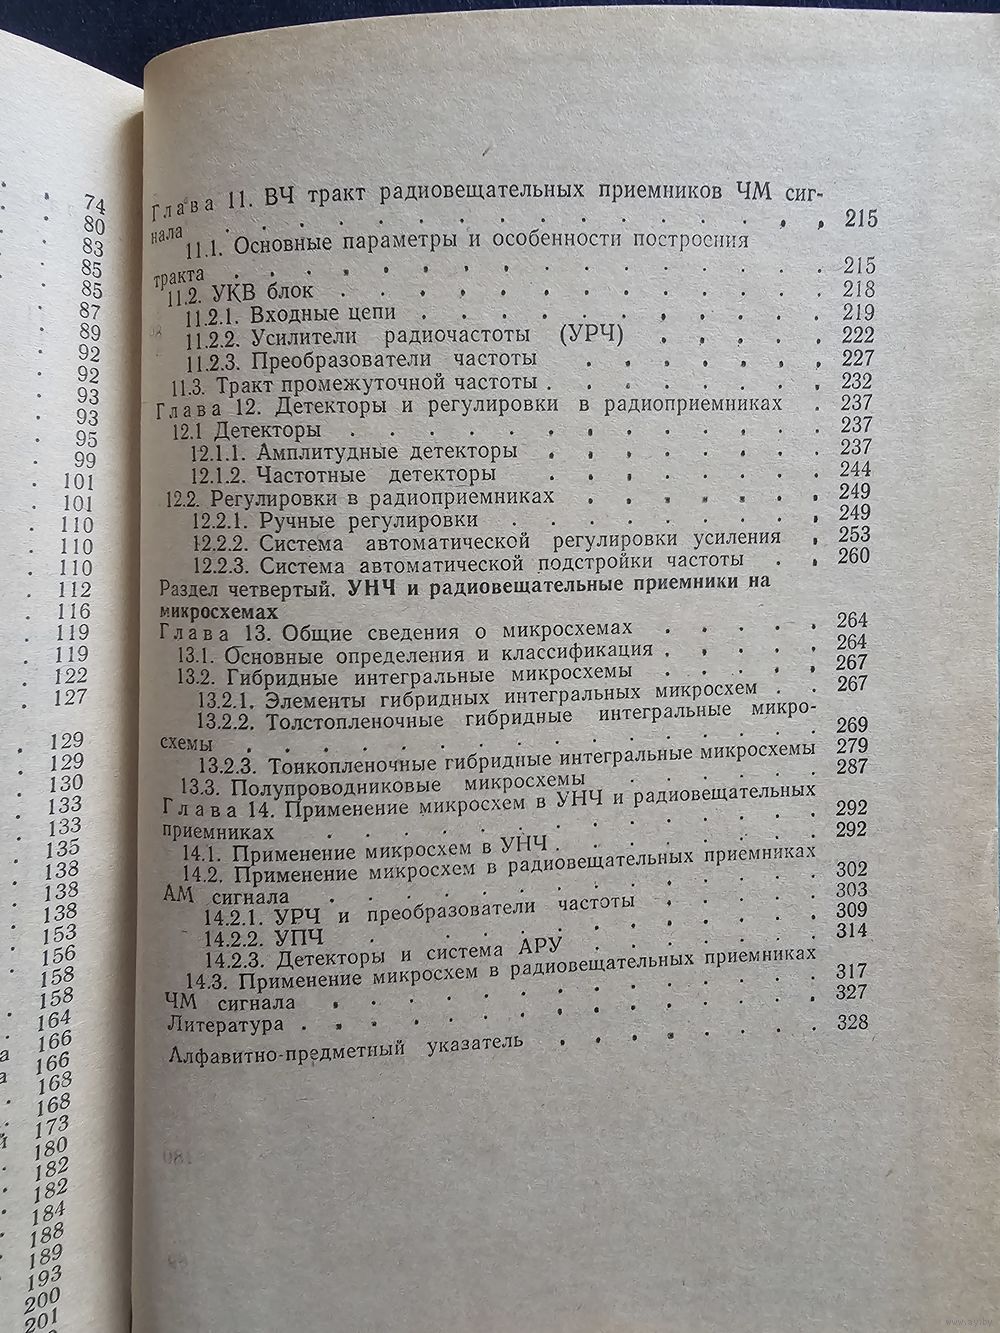 74
80
83
85
85
87
89
92
92
93
93
95
99
101
101
110
110
110
112
116
119
119
122
127
129
129
130
133
133
135
138
138
138
153
156
158
158
164
166
166
168
168
173
180
182
182
184
188
189
193
200
201
Глава 11. ВЧ тракт радиовещательных приемников ЧМ сиг-
нала . . . . . . . . . . . . . . . . 215
11.1. Основные параметры и особенности построения
тракта . . . . . . . . . . . . . . . . 215
11.2. УКВ блок . . . . . . . . . . . . . 218
11.2.1. Входные цепи . . . . . . . . . . 219
11.2.2. Усилители радиочастоты (УРЧ) . . . . . 222
11.2.3. Преобразователи частоты . . . . . . . 227
11.3. Тракт промежуточной частоты . . . . . . . . 232
Глава 12. Детекторы и регулировки в радиоприемниках . 237
12.1 Детекторы . . . . . . . . . . . . . 237
12.1.1. Амплитудные детекторы . . . . . . . 237
12.1.2. Частотные детекторы . . . . . . . 244
12.2. Регулировки в радиоприемниках . . . . . . 249
12.2.1. Ручные регулировки . . . . . . . . 249
12.2.2. Система автоматической регулировки усиления . 253
12.2.3. Система автоматической подстройки частоты . . 260
Раздел четвертый. УНЧ и радиовещательные приемники на
микросхемах
Глава 13. Общие сведения о микросхемах . . . . . 264
13.1. Основные определения и классификация . . . . . 264
13.2. Гибридные интегральные микросхемы . . . . . 267
13.2.1. Элементы гибридных интегральных микросхем . . 267
13.2.2. Толстопленочные гибридные интегральные микро-
схемы . . . . . . . . . . . . . . . . 269
13.2.3. Тонкопленочные гибридные интегральные микросхемы 279
13.3. Полупроводниковые микросхемы . . . . . . 287
Глава 14. Применение микросхем в УНЧ и радиовещательных
приемниках . . . . . . . . . . . . . . 292
14.1. Применение микросхем в УНЧ . . . . . . . . 292
14.2. Применение микросхем в радиовещательных приемниках
АМ сигнала . . . . . . . . . . . . . . 302
14.2.1. УРЧ и преобразователи частоты . . . . . 303
14.2.2. УПЧ . . . . . . . . . . . . 309
14.2.3. Детекторы и система АРУ . . . . . . 314
14.3. Применение микросхем в радиовещательных приемниках
ЧМ сигнала . . . . . . . . . . . . . . 317
Литература . . . . . . . . . . . . . . 327
Алфавитно-предметный указатель . . . . . . . 328
www.ay.by